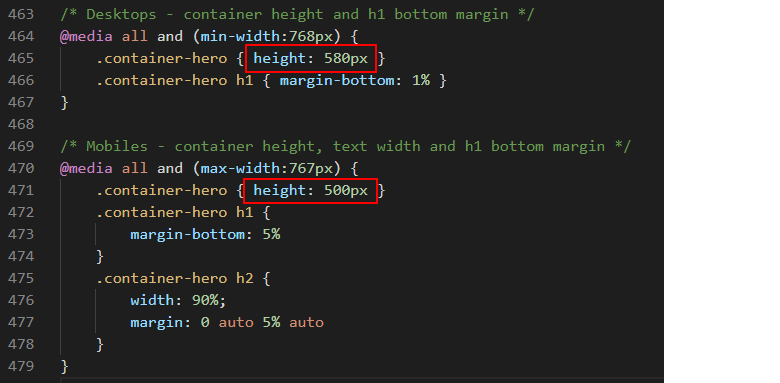 463 /* Desktops - container height and h1 bottom margin */
464 @media all and (min-width:768px) {
465     .container-hero { height: 580px }
466     .container-hero h1 { margin-bottom: 1% }
467 }
468
469 /* Mobiles - container height, text width and h1 bottom margin */
470 @media all and (max-width:767px) {
471     .container-hero { height: 500px }
472     .container-hero h1 {
473         margin-bottom: 5%
474     }
475     .container-hero h2 {
476         width: 90%;
477         margin: 0 auto 5% auto
478     }
479 }